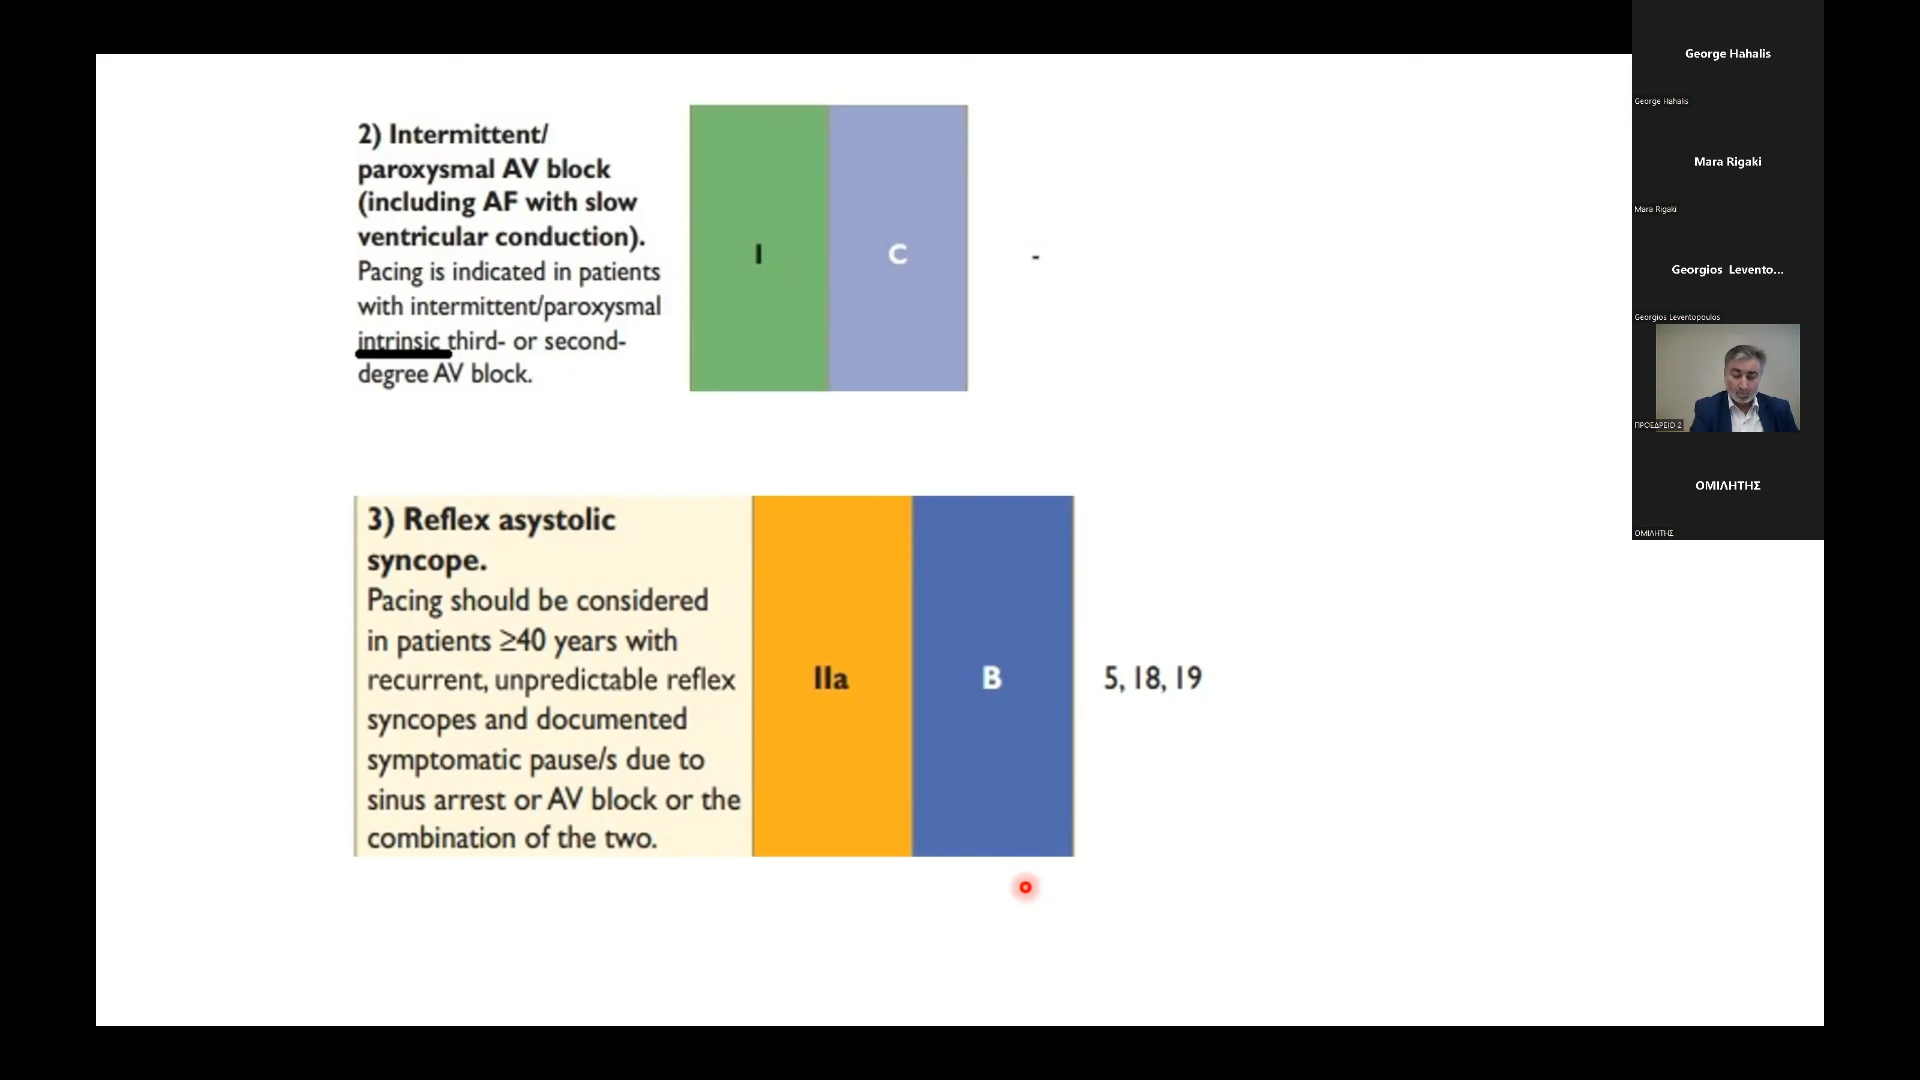 2) Intermittent/
paroxysmal AV block
(including AF with slow
ventricular conduction).
Pacing is indicated in patients
with intermittent/paroxysmal
intrinsic third- or second-
degree AV block.
I
C
-
3) Reflex asystolic
syncope.
Pacing should be considered
in patients ≥40 years with
recurrent, unpredictable reflex
syncopes and documented
symptomatic pause/s due to
sinus arrest or AV block or the
combination of the two.
IIa
B
5, 18, 19
George Hahalis
George Hahalis
Mara Rigaki
Mara Rigaki
Georgios Levento...
Georgios Leventopoulos
ΠΡΟΕΔΡΕΙΟ 2
ΟΜΙΛΗΤΗΣ
ΟΜΙΛΗΤΗΣ